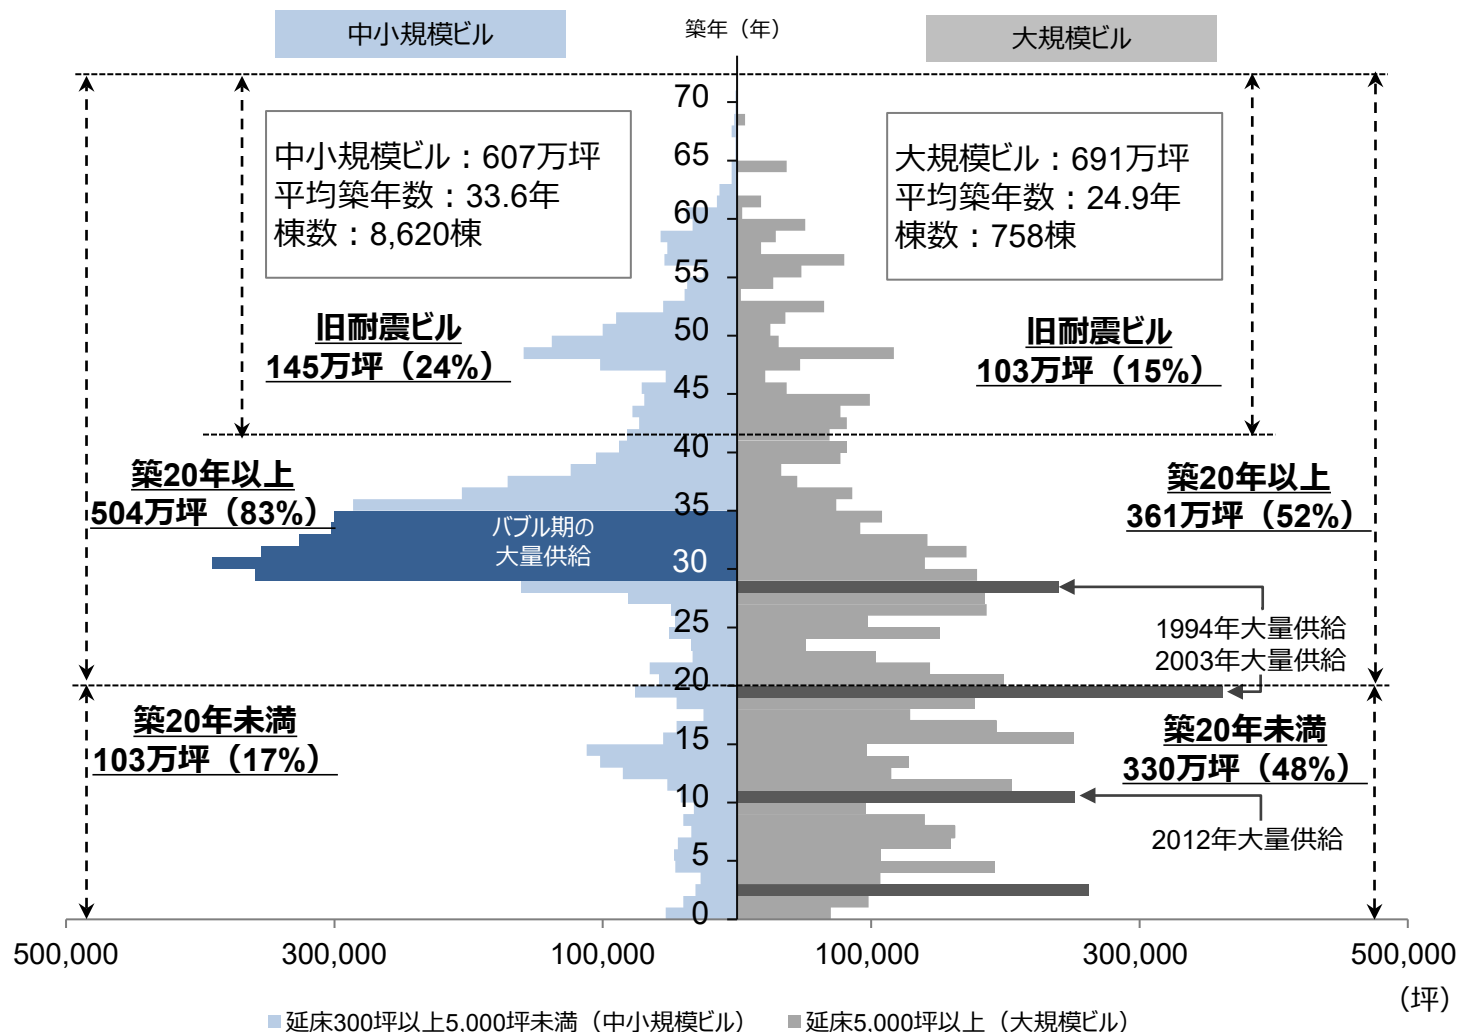 中小規模ビル
築年（年）
大規模ビル
中小規模ビル：607万坪
平均築年数：33.6年
棟数：8,620棟
大規模ビル：691万坪
平均築年数：24.9年
棟数：758棟
旧耐震ビル
145万坪（24%）
旧耐震ビル
103万坪（15%）
築20年以上
504万坪（83%）
築20年以上
361万坪（52%）
バブル期の
大量供給
1994年大量供給
2003年大量供給
築20年未満
103万坪（17%）
築20年未満
330万坪（48%）
2012年大量供給
70
65
60
55
50
45
40
35
30
25
20
15
10
5
0
500,000
300,000
100,000
100,000
300,000
500,000
（坪）
延床300坪以上5,000坪未満（中小規模ビル）
延床5,000坪以上（大規模ビル）